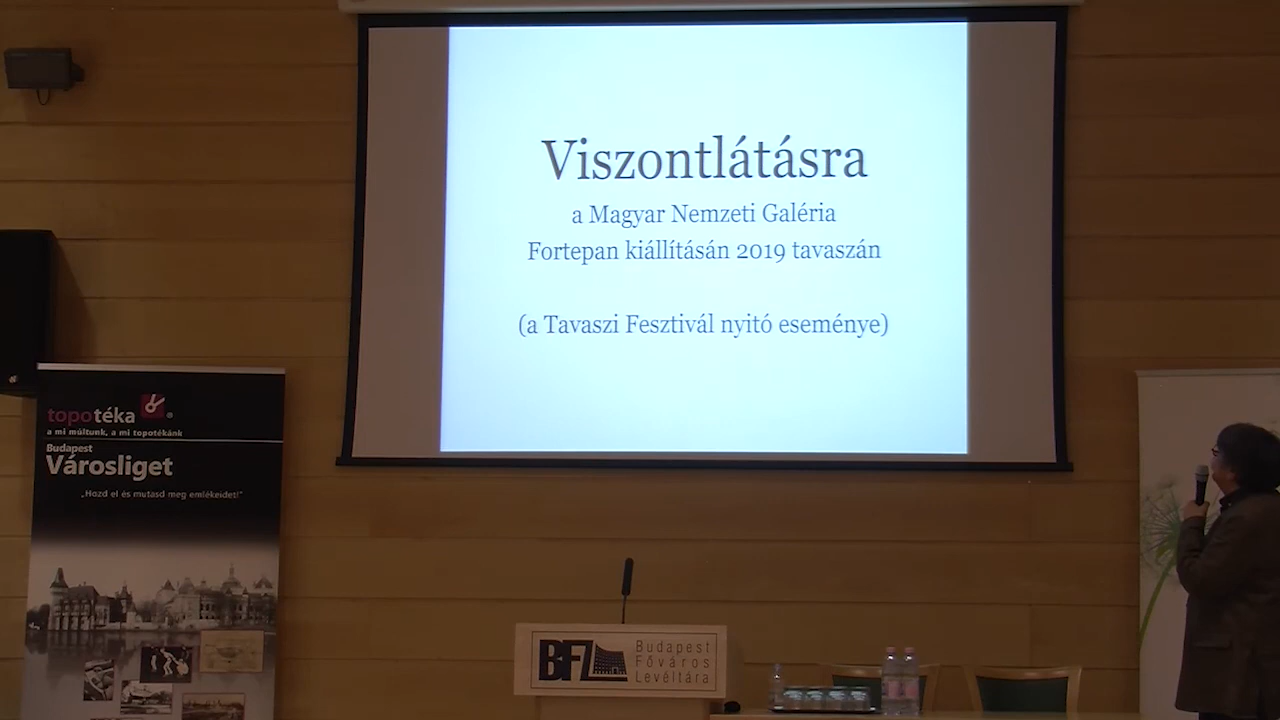 Viszontlátásra
a Magyar Nemzeti Galéria
Fortepan kiállításán 2019 tavaszán
(a Tavaszi Fesztivál nyitó eseménye)
topotéka ®
a mi múltunk, a mi topotékánk
Budapest
Városliget
„Hozd el és mutasd meg emlékeidet!"
BFL
Budapest
Főváros
Levéltára